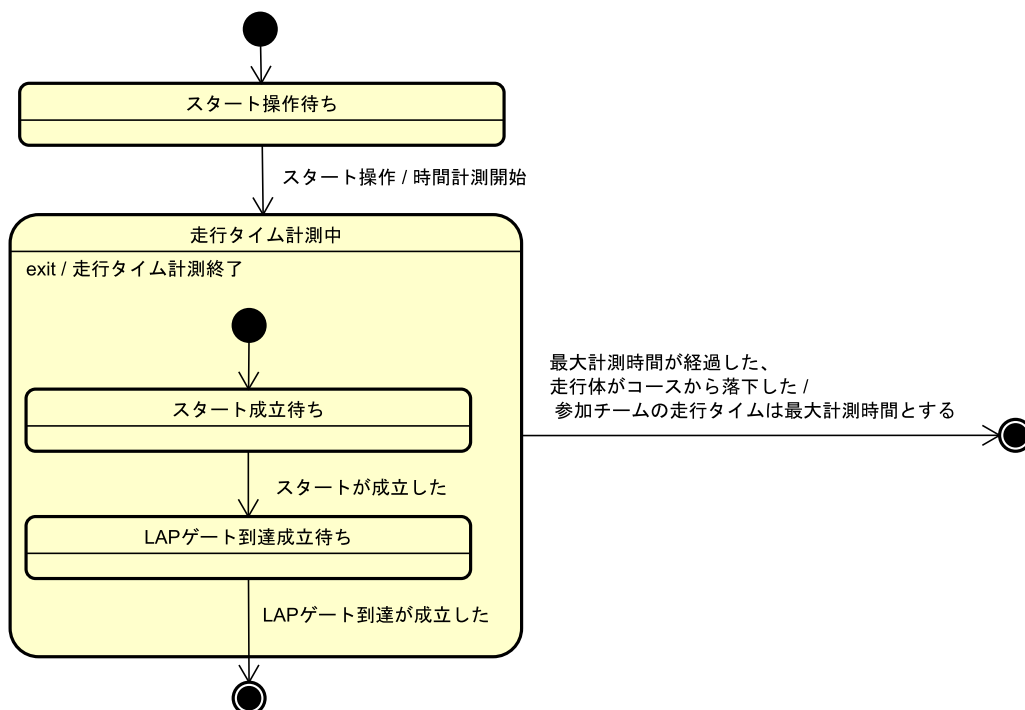 スタート操作待ち
スタート操作 / 時間計測開始
走行タイム計測中
exit / 走行タイム計測終了
スタート成立待ち
スタートが成立した
LAPゲート到達成立待ち
LAPゲート到達が成立した
最大計測時間が経過した、
走行体がコースから落下した /
参加チームの走行タイムは最大計測時間とする